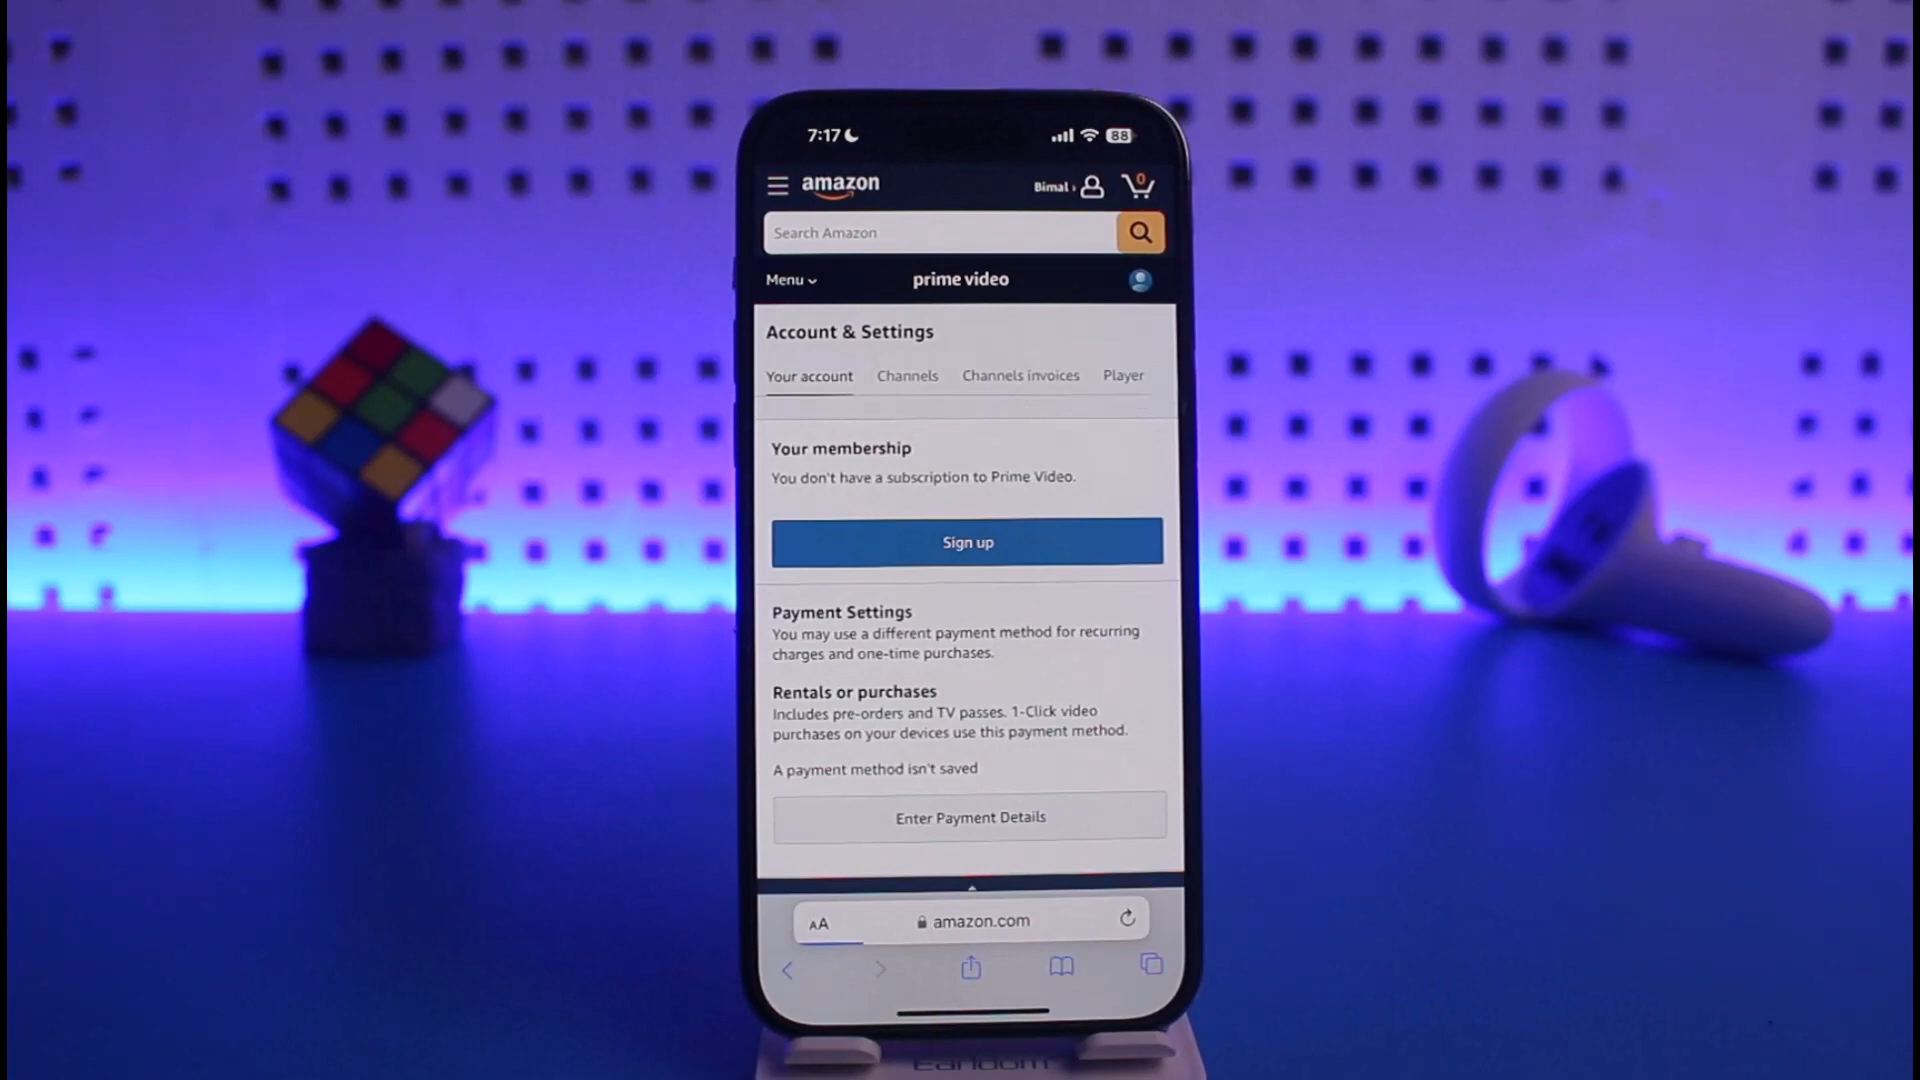 7:17
88
amazon
Bimal ›
0
Search Amazon
Menu
prime video
Account & Settings
Your account
Channels
Channels invoices
Player
Your membership
You don't have a subscription to Prime Video.
Sign up
Payment Settings
You may use a different payment method for recurring
charges and one-time purchases.
Rentals or purchases
Includes pre-orders and TV passes. 1-Click video
purchases on your devices use this payment method.
A payment method isn't saved
Enter Payment Details
AA
amazon.com